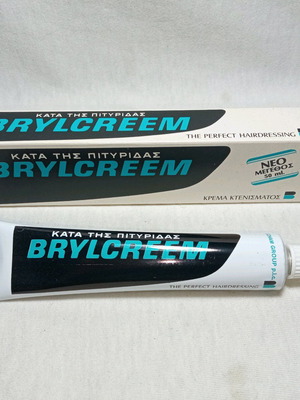 ΚΑΤΑ ΤΗΣ ΠΙΤΥΡΙΔΑΣ
BRYLCREEM
THE PERFECT HAIRDRESSING
ΚΑΤΑ ΤΗΣ ΠΙΤΥΡΙΔΑΣ
BRYLCREEM
ΝΕΟ
ΜΕΓΕΘΟΣ
50 mL
ΚΡΕΜΑ ΚΤΕΝΙΣΜΑΤΟΣ
ΚΑΤΑ ΤΗΣ ΠΙΤΥΡΙΔΑΣ
BRYLCREEM
THE PERFECT HAIRDRESSING
GROUP